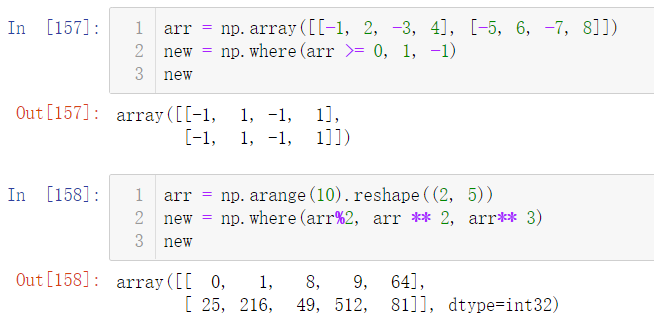 In [157]: 1 arr = np.array([[-1, 2, -3, 4], [-5, 6, -7, 8]])
2 new = np.where(arr >= 0, 1, -1)
3 new
Out[157]: array([[-1, 1, -1, 1],
[-1, 1, -1, 1]])
In [158]: 1 arr = np.arange(10).reshape((2, 5))
2 new = np.where(arr%2, arr ** 2, arr** 3)
3 new
Out[158]: array([[ 0, 1, 8, 9, 64],
[ 25, 216, 49, 512, 81]], dtype=int32)